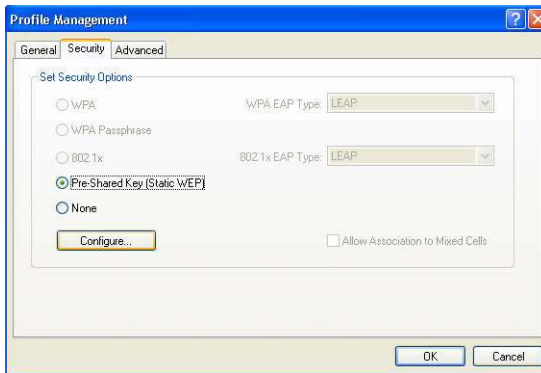 Profile Management
General Security Advanced
Set Security Options
WPA WPA EAP Type: LEAP
WPA Passphrase
802.1x 802.1x EAP Type: LEAP
Pre-Shared Key (Static WEP)
None
Configure... Allow Association to Mixed Cells
OK Cancel